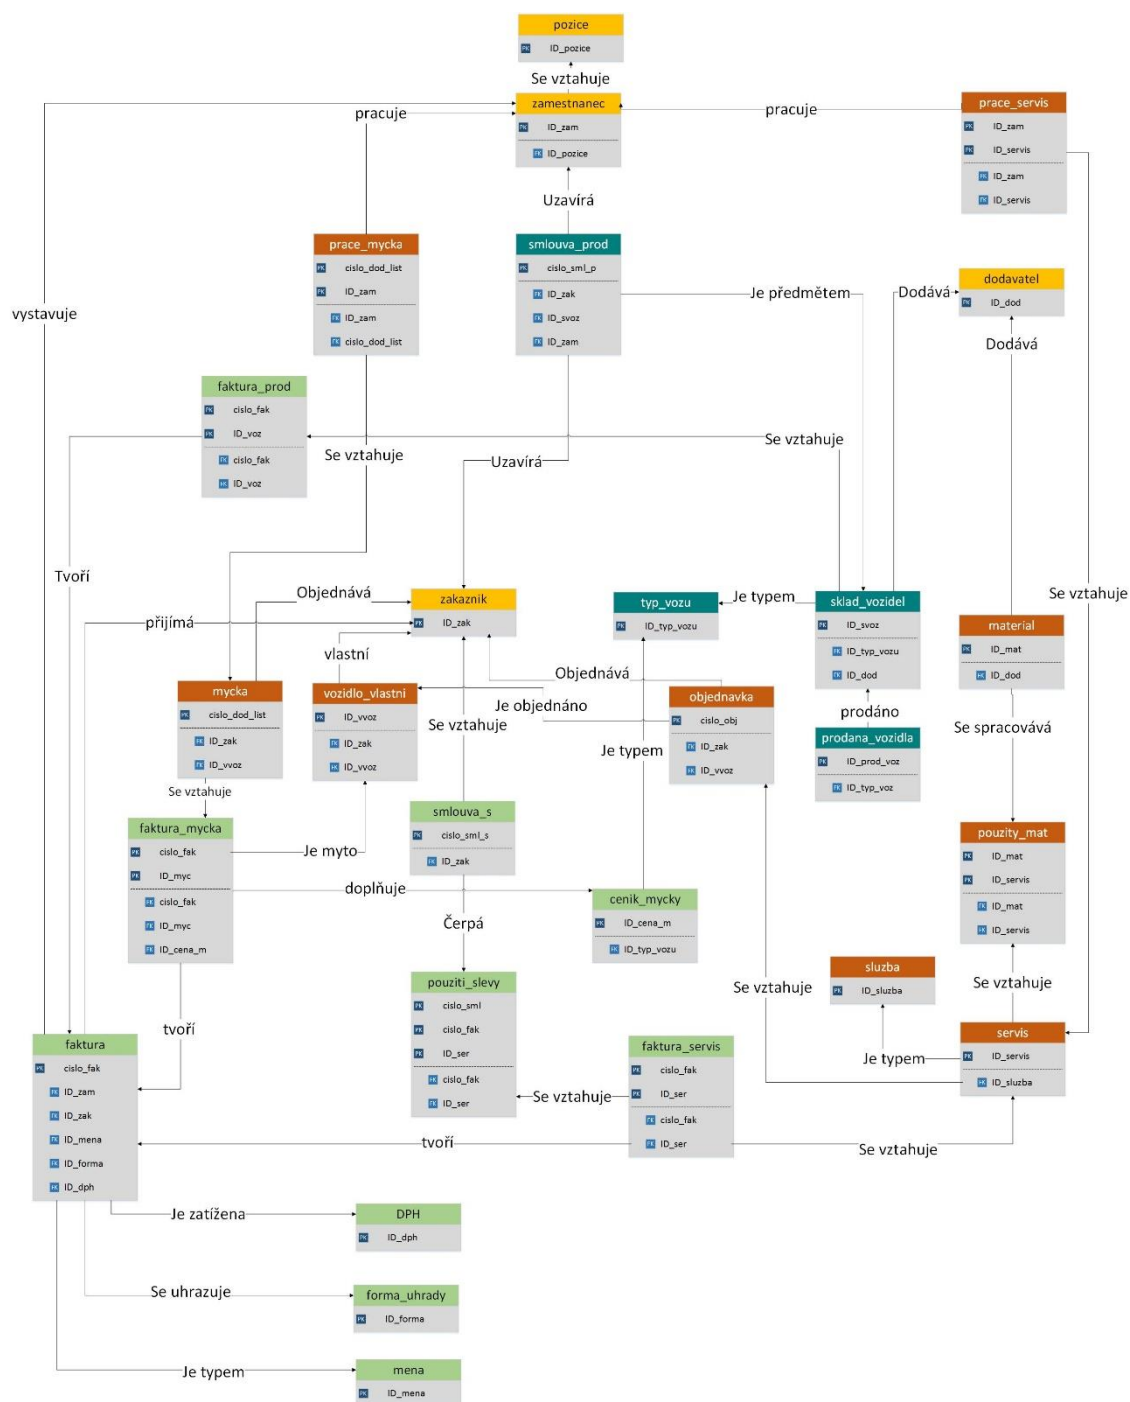 pozice
PK ID_pozice
Se vztahuje
zamestnanec
PK ID_zam
FK ID_pozice
pracuje
pracuje
prace_servis
PK ID_zam
PK ID_servis
FK ID_zam
FK ID_servis
Uzavírá
prace_mycka
PK cislo_dod_list
PK ID_zam
FK ID_zam
FK cislo_dod_list
smlouva_prod
PK cislo_sml_p
FK ID_zak
FK ID_svoz
FK ID_zam
Je předmětem
Dodává
dodavatel
PK ID_dod
vystavuje
Dodává
faktura_prod
PK cislo_fak
PK ID_voz
FK cislo_fak
FK ID_voz
Se vztahuje
Uzavírá
Se vztahuje
Tvoří
Objednává
přijímá
zakaznik
PK ID_zak
typ_vozu
PK ID_typ_vozu
Je typem
sklad_vozidel
PK ID_svoz
FK ID_typ_vozu
FK ID_dod
Se vztahuje
material
PK ID_mat
FK ID_dod
vlastní
Objednává
mycka
PK cislo_dod_list
FK ID_zak
FK ID_vvoz
vozidlo_vlastni
PK ID_vvoz
FK ID_zak
FK ID_vvoz
Je objednáno
objednavka
PK cislo_obj
FK ID_zak
FK ID_vvoz
prodáno
prodana_vozidla
PK ID_prod_voz
FK ID_typ_voz
Se vztahuje
Se spracovává
Je typem
Se vztahuje
faktura_mycka
PK cislo_fak
PK ID_myc
FK cislo_fak
FK ID_myc
FK ID_cena_m
Je myto
smlouva_s
PK cislo_sml_s
FK ID_zak
pouzity_mat
PK ID_mat
PK ID_servis
FK ID_mat
FK ID_servis
doplňuje
cenik_mycky
PK ID_cena_m
FK ID_typ_vozu
Čerpá
pouziti_slevy
PK cislo_sml
PK cislo_fak
PK ID_ser
FK cislo_fak
FK ID_ser
sluzba
PK ID_sluzba
Se vztahuje
Se vztahuje
tvoří
faktura
PK cislo_fak
FK ID_zam
FK ID_zak
FK ID_mena
FK ID_forma
FK ID_dph
faktura_servis
PK cislo_fak
PK ID_ser
FK cislo_fak
FK ID_ser
servis
PK ID_servis
FK ID_sluzba
Je typem
Se vztahuje
tvoří
Se vztahuje
Je zatížena
DPH
PK ID_dph
Se uhrazuje
forma_uhrady
PK ID_forma
Je typem
mena
PK ID_mena